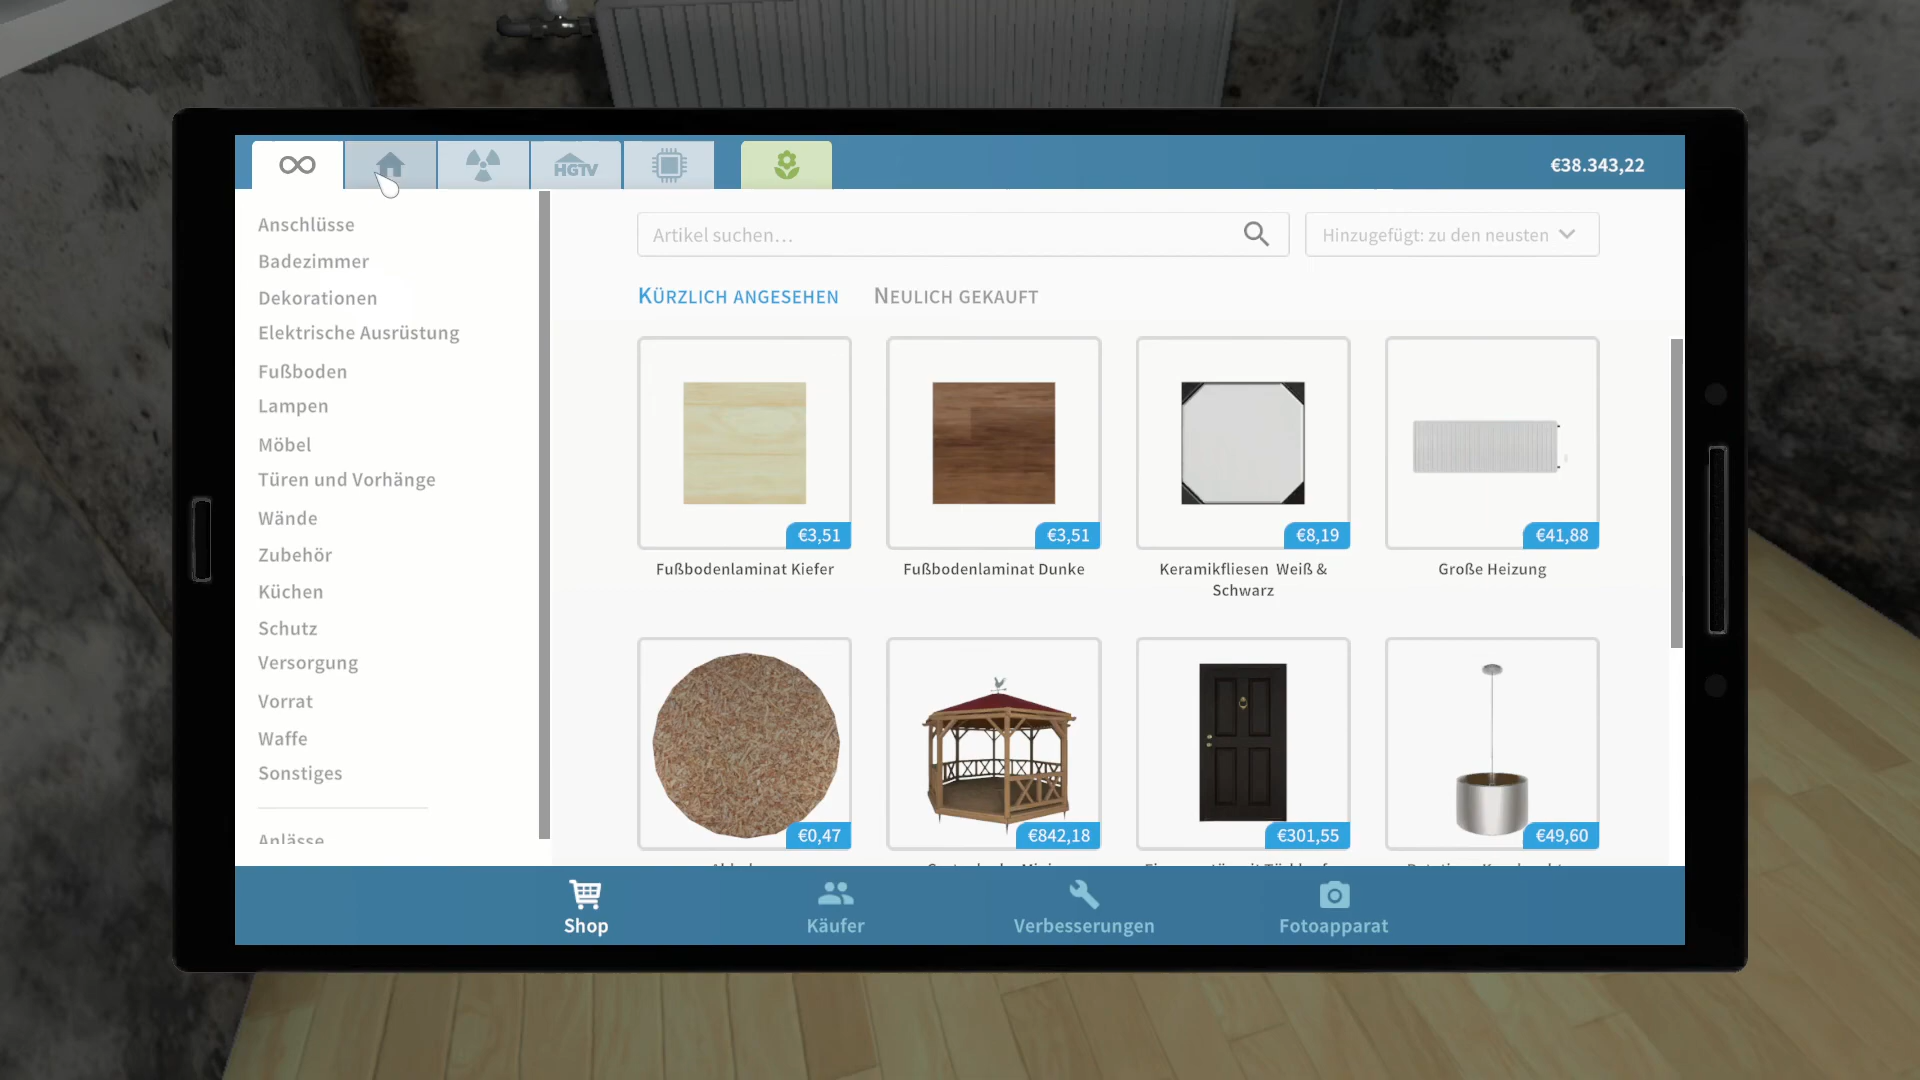 HGTV
€38.343,22
Anschlüsse
Badezimmer
Dekorationen
Elektrische Ausrüstung
Fußboden
Lampen
Möbel
Türen und Vorhänge
Wände
Zubehör
Küchen
Schutz
Versorgung
Vorrat
Waffe
Sonstiges
Anlässe
Artikel suchen...
Hinzugefügt: zu den neusten
KÜRZLICH ANGESEHEN
NEULICH GEKAUFT
€3,51
€3,51
€8,19
€41,88
Fußbodenlaminat Kiefer
Fußbodenlaminat Dunke
Keramikfliesen Weiß &
Schwarz
Große Heizung
€0,47
€842,18
€301,55
€49,60
Shop
Käufer
Verbesserungen
Fotoapparat